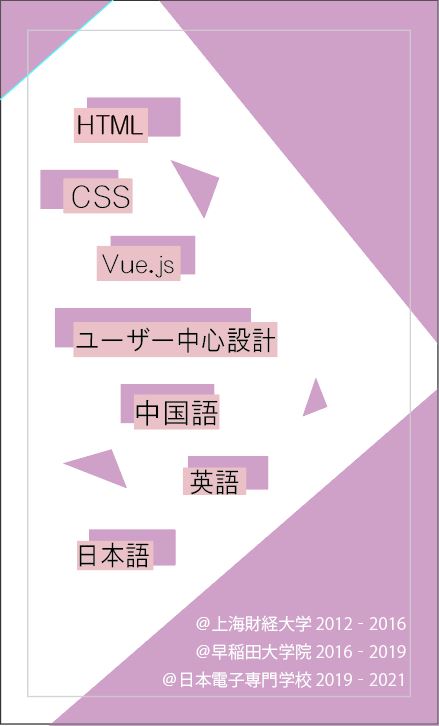 HTML
CSS
Vue.js
ユーザー中心設計
中国語
英語
日本語
@上海財経大学 2012 - 2016
@早稲田大学院 2016 - 2019
@日本電子専門学校 2019 - 2021